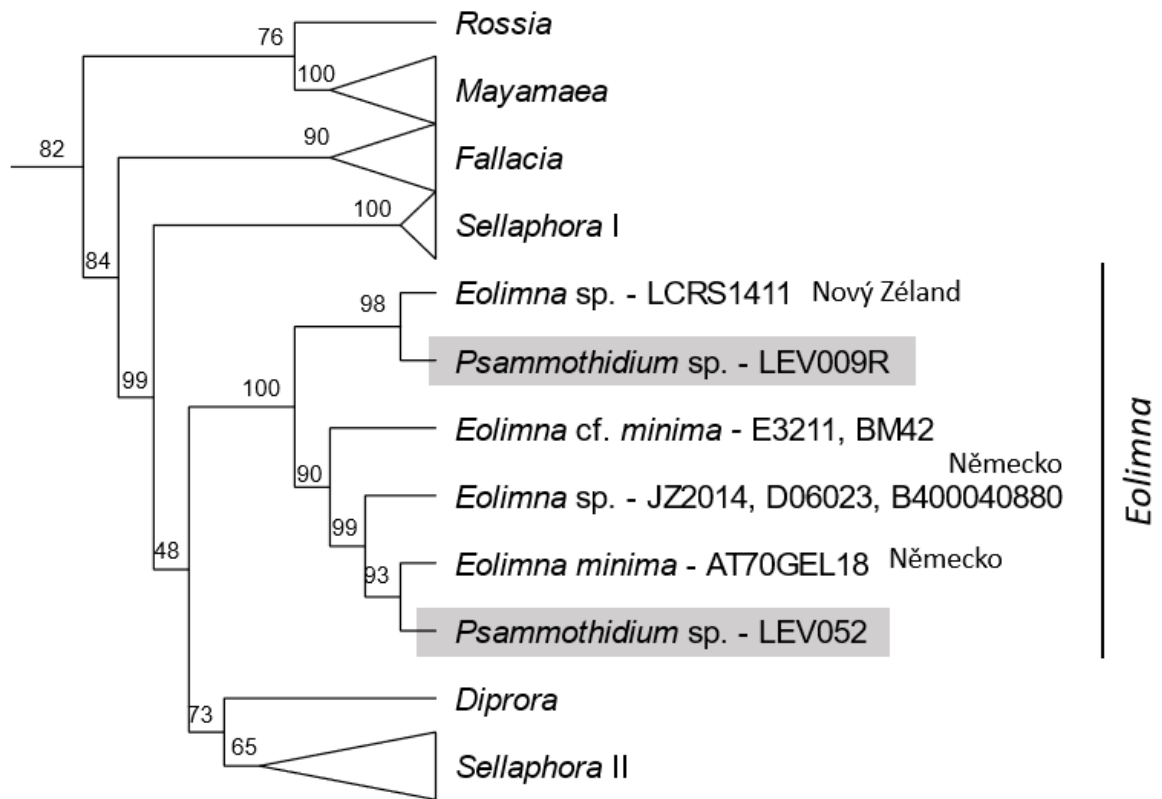 76
Rossia
100
Mayamaea
82
90
Fallacia
100
Sellaphora I
84
Eolimna sp. - LCRS1411 Nový Zéland
98
Psammothidium sp. - LEV009R
99
100
Eolimna cf. minima - E3211, BM42
Německo
90
Eolimna sp. - JZ2014, D06023, B400040880
99
48
Eolimna minima - AT70GEL18 Německo
93
Psammothidium sp. - LEV052
Eolimna
73
Diprora
65
Sellaphora II